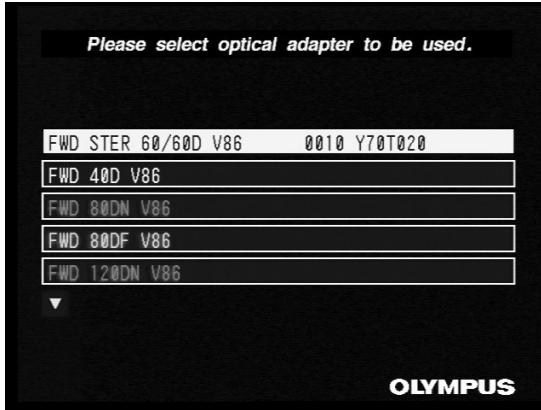 Please select optical adapter to be used.
FWD STER 60/60D V86 0010 Y70T020
FWD 40D V86
FWD 80DN V86
FWD 80DF V86
FWD 120DN V86
OLYMPUS